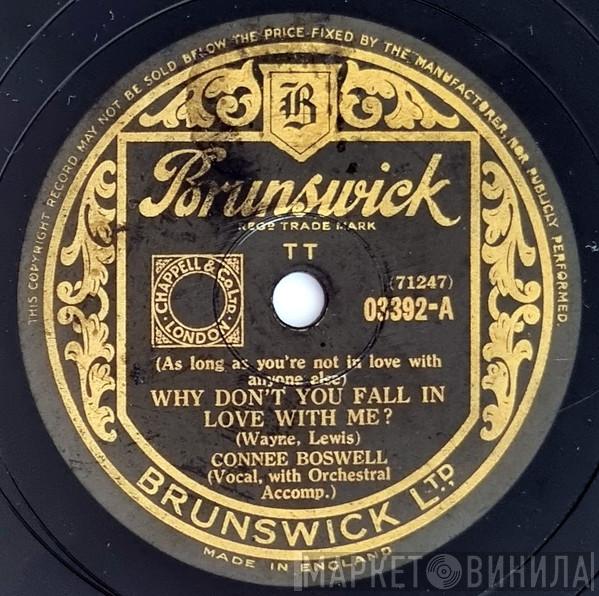 THIS COPYRIGHT RECORD MAY NOT BE SOLD BELOW THE PRICE FIXED BY THE MANUFACTURER, NOR PUBLICLY PERFORMED.
B
Brunswick
REGD TRADE MARK
TT
CHAPPELL & CO LTD. LONDON
(71247)
03392-A
(As long as you're not in love with
anyone else)
WHY DON'T YOU FALL IN
LOVE WITH ME?
(Wayne, Lewis)
CONNEE BOSWELL
(Vocal, with Orchestral
Accomp.)
BRUNSWICK LTD.,
MADE IN ENGLAND
МАРКЕТ ВИНИЛА